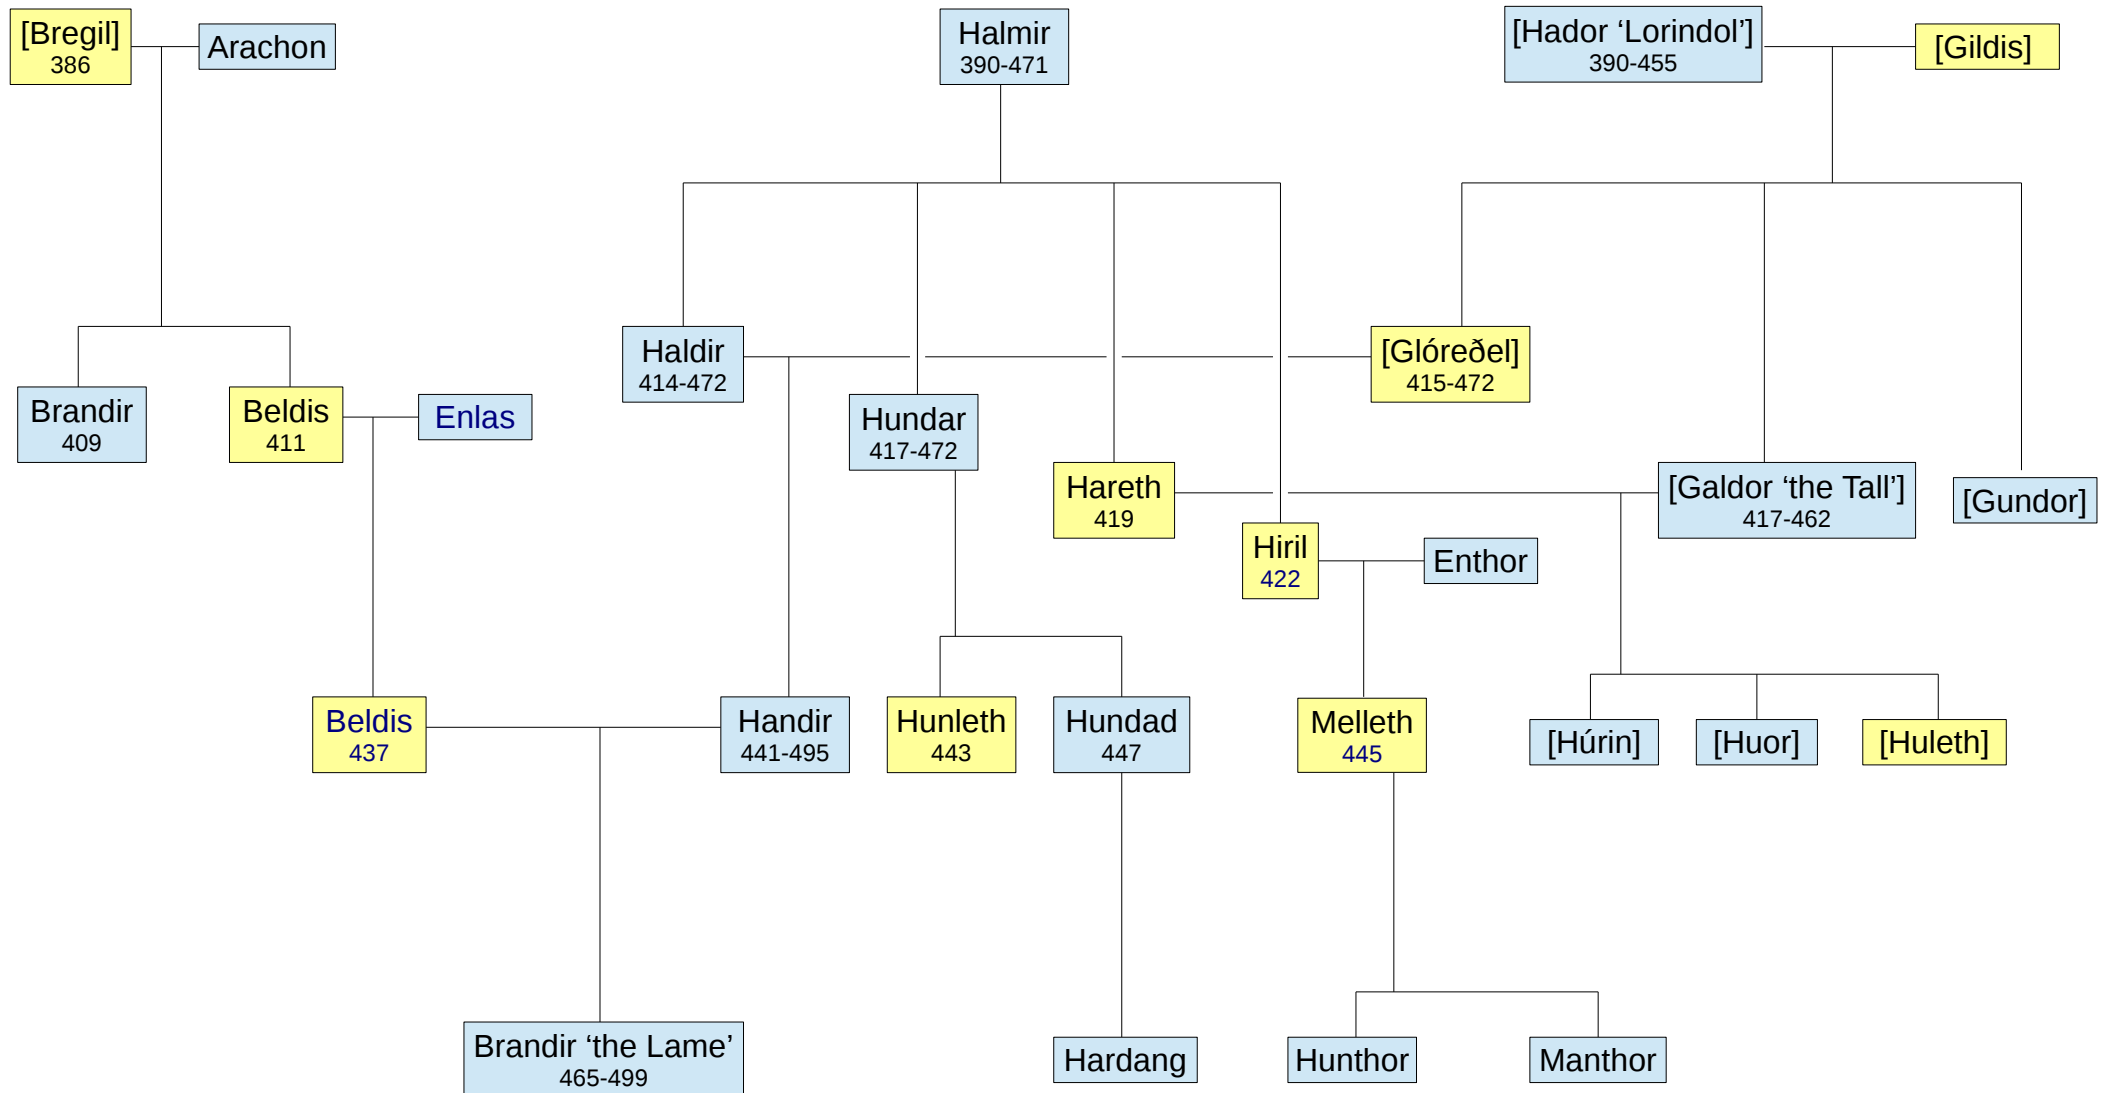 [Bregil]
386
Arachon
Halmir
390-471
[Hador ‘Lorindol’]
390-455
[Gildis]
Brandir
409
Beldis
411
Enlas
Haldir
414-472
Hundar
417-472
Hareth
419
Hiril
422
Enthor
[Glóreðel]
415-472
[Galdor ‘the Tall’]
417-462
[Gundor]
Beldis
437
Handir
441-495
Hunleth
443
Hundad
447
Melleth
445
[Húrin]
[Huor]
[Huleth]
Brandir ‘the Lame’
465-499
Hardang
Hunthor
Manthor